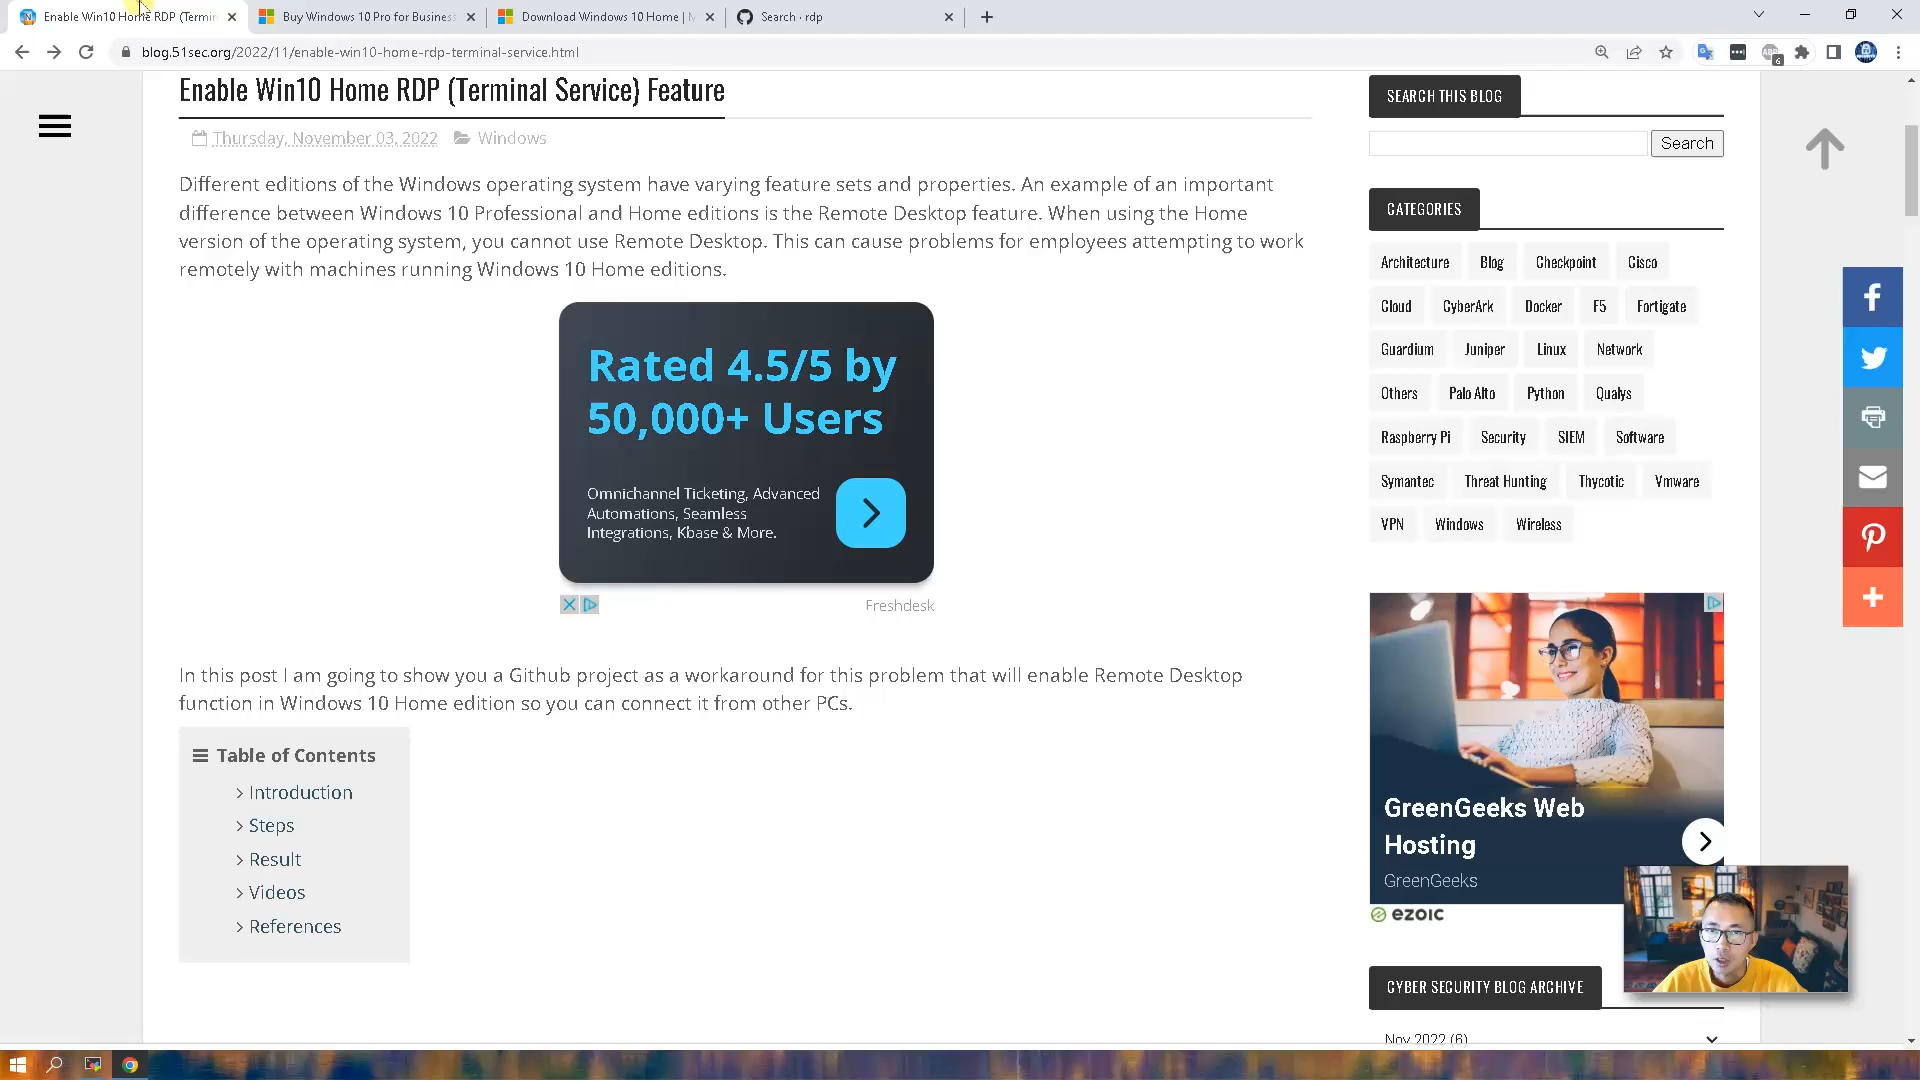 Enable Win10 Home RDP (Termin
Buy Windows 10 Pro for Business
Download Windows 10 Home | M
Search · rdp
blog.51sec.org/2022/11/enable-win10-home-rdp-terminal-service.html
6
Enable Win10 Home RDP (Terminal Service) Feature
Thursday, November 03, 2022 Windows
Different editions of the Windows operating system have varying feature sets and properties. An example of an important
difference between Windows 10 Professional and Home editions is the Remote Desktop feature. When using the Home
version of the operating system, you cannot use Remote Desktop. This can cause problems for employees attempting to work
remotely with machines running Windows 10 Home editions.
Rated 4.5/5 by
50,000+ Users
Omnichannel Ticketing, Advanced
Automations, Seamless
Integrations, Kbase & More.
Freshdesk
In this post I am going to show you a Github project as a workaround for this problem that will enable Remote Desktop
function in Windows 10 Home edition so you can connect it from other PCs.
Table of Contents
Introduction
Steps
Result
Videos
References
SEARCH THIS BLOG
Search
CATEGORIES
Architecture Blog Checkpoint Cisco
Cloud CyberArk Docker F5 Fortigate
Guardium Juniper Linux Network
Others Palo Alto Python Qualys
Raspberry Pi Security SIEM Software
Symantec Threat Hunting Thycotic Vmware
VPN Windows Wireless
GreenGeeks Web
Hosting
GreenGeeks
EZOIC
CYBER SECURITY BLOG ARCHIVE
Nov 2022 (6)